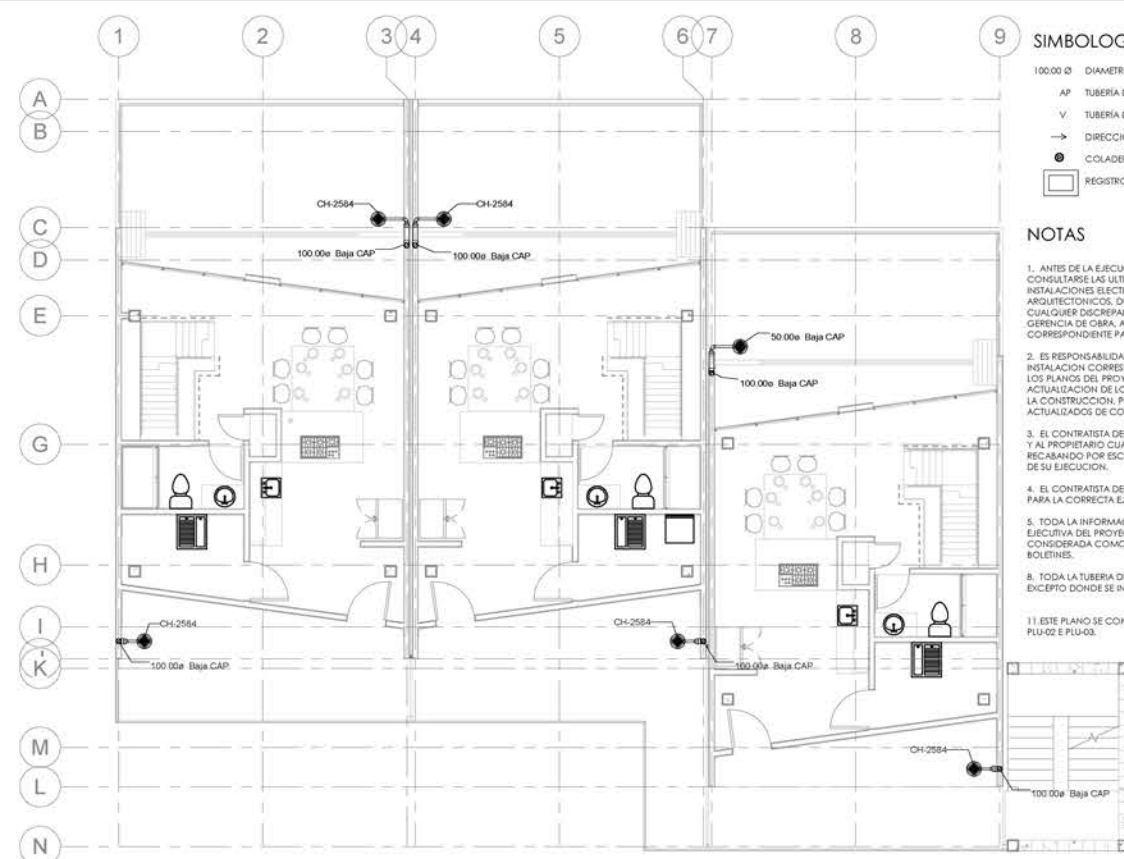 1 2 3 4 5 6 7 8 9
A
B
C
D
E
G
H
I
K
M
L
N
CH-2584 CH-2584
100.00ø Baja CAP 100.00ø Baja CAP
50.00ø Baja CAP
100.00ø Baja CAP
CH-2584
100.00ø Baja CAP
CH-2584
100.00ø Baja CAP
CH-2584
100.00ø Baja CAP
SIMBOLOG
100.00 Ø DIAMETR
AP TUBERÍA D
V TUBERÍA D
DIRECCIO
COLADE
REGISTRO
NOTAS
1. ANTES DE LA EJECU
CONSULTARSE LAS ULTI
INSTALACIONES ELECT
ARQUITECTONICOS, D
CUALQUIER DISCREPA
GERENCIA DE OBRA, A
CORRESPONDIENTE PA
2. ES RESPONSABILIDA
INSTALACION CORRES
LOS PLANOS DEL PROY
ACTUALIZACION DE LO
LA CONSTRUCCION, P
ACTUALIZADOS DE CO
3. EL CONTRATISTA DE
Y AL PROPIETARIO CUA
RECABANDO POR ESC
DE SU EJECUCION.
4. EL CONTRATISTA DE
PARA LA CORRECTA EJ
5. TODA LA INFORMAC
EJECUTIVA DEL PROYE
CONSIDERADA COMO
BOLETINES.
8. TODA LA TUBERIA D
EXCEPTO DONDE SE IN
11.ESTE PLANO SE CO
PLU-02 E PLU-03.